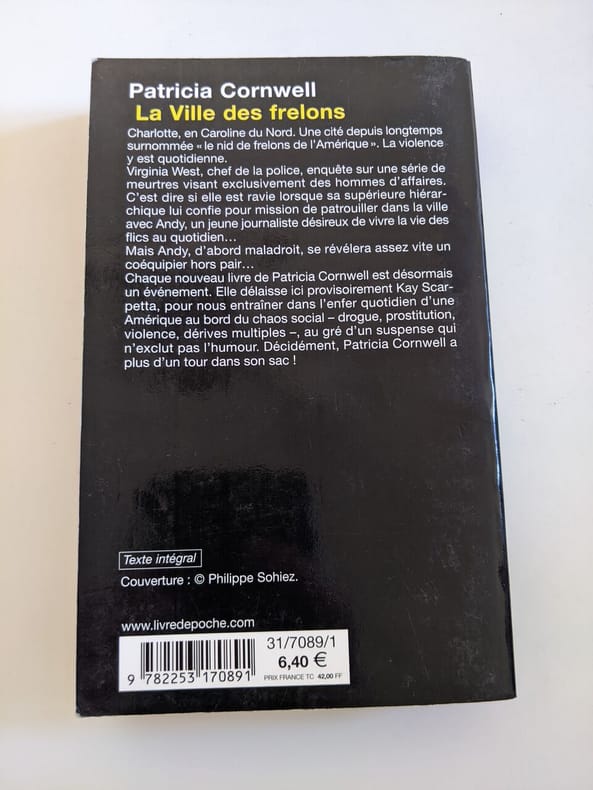 Patricia Cornwell
La Ville des frelons
Charlotte, en Caroline du Nord. Une cité depuis longtemps
surnommée « le nid de frelons de l'Amérique ». La violence
y est quotidienne.
Virginia West, chef de la police, enquête sur une série de
meurtres visant exclusivement des hommes d'affaires.
C'est dire si elle est ravie lorsque sa supérieure hiérar-
chique lui confie pour mission de patrouiller dans la ville
avec Andy, un jeune journaliste désireux de vivre la vie des
flics au quotidien…
Mais Andy, d'abord maladroit, se révélera assez vite un
coéquipier hors pair…
Chaque nouveau livre de Patricia Cornwell est désormais
un événement. Elle délaisse ici provisoirement Kay Scar-
petta, pour nous entraîner dans l'enfer quotidien d'une
Amérique au bord du chaos social – drogue, prostitution,
violence, dérives multiples –, au gré d'un suspense qui
n'exclut pas l'humour. Décidément, Patricia Cornwell a
plus d'un tour dans son sac !
Texte intégral
Couverture : © Philippe Sohiez.
www.livredepoche.com
31/7089/1
6,40 €
PRIX FRANCE TC 42,00 FF
9 782253 170891